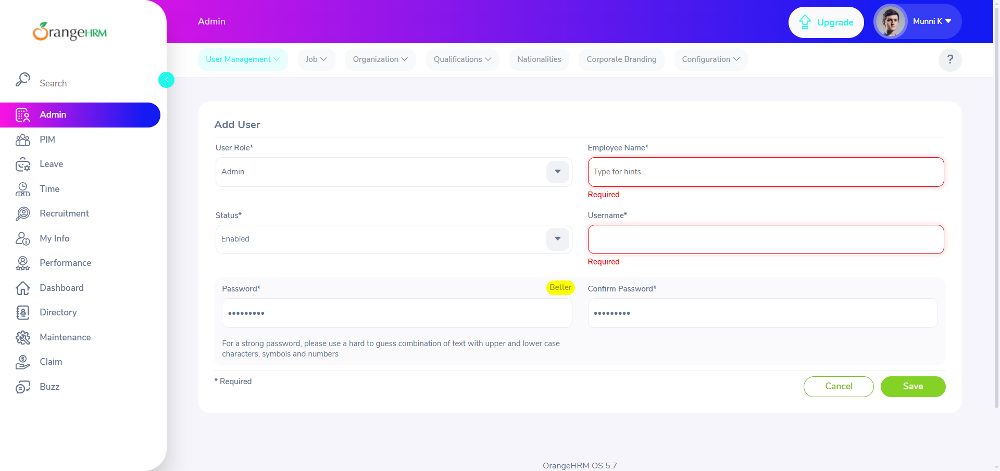 OrangeHRM
Search
Admin
PIM
Leave
Time
Recruitment
My Info
Performance
Dashboard
Directory
Maintenance
Claim
Buzz
Admin
Upgrade
Munni K
User Management
Job
Organization
Qualifications
Nationalities
Corporate Branding
Configuration
?
Add User
User Role*
Employee Name*
Admin
Type for hints...
Required
Status*
Username*
Enabled
Required
Password*
Better
Confirm Password*
•••••••••
•••••••••
For a strong password, please use a hard to guess combination of text with upper and lower case
characters, symbols and numbers
* Required
Cancel
Save
OrangeHRM OS 5.7